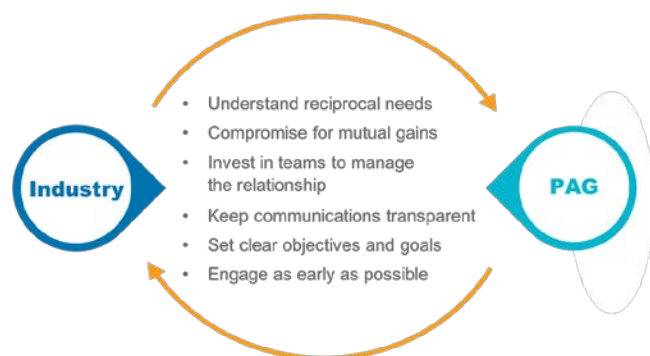 • Understand reciprocal needs
• Compromise for mutual gains
• Invest in teams to manage
the relationship
• Keep communications transparent
• Set clear objectives and goals
• Engage as early as possible
Industry
PAG